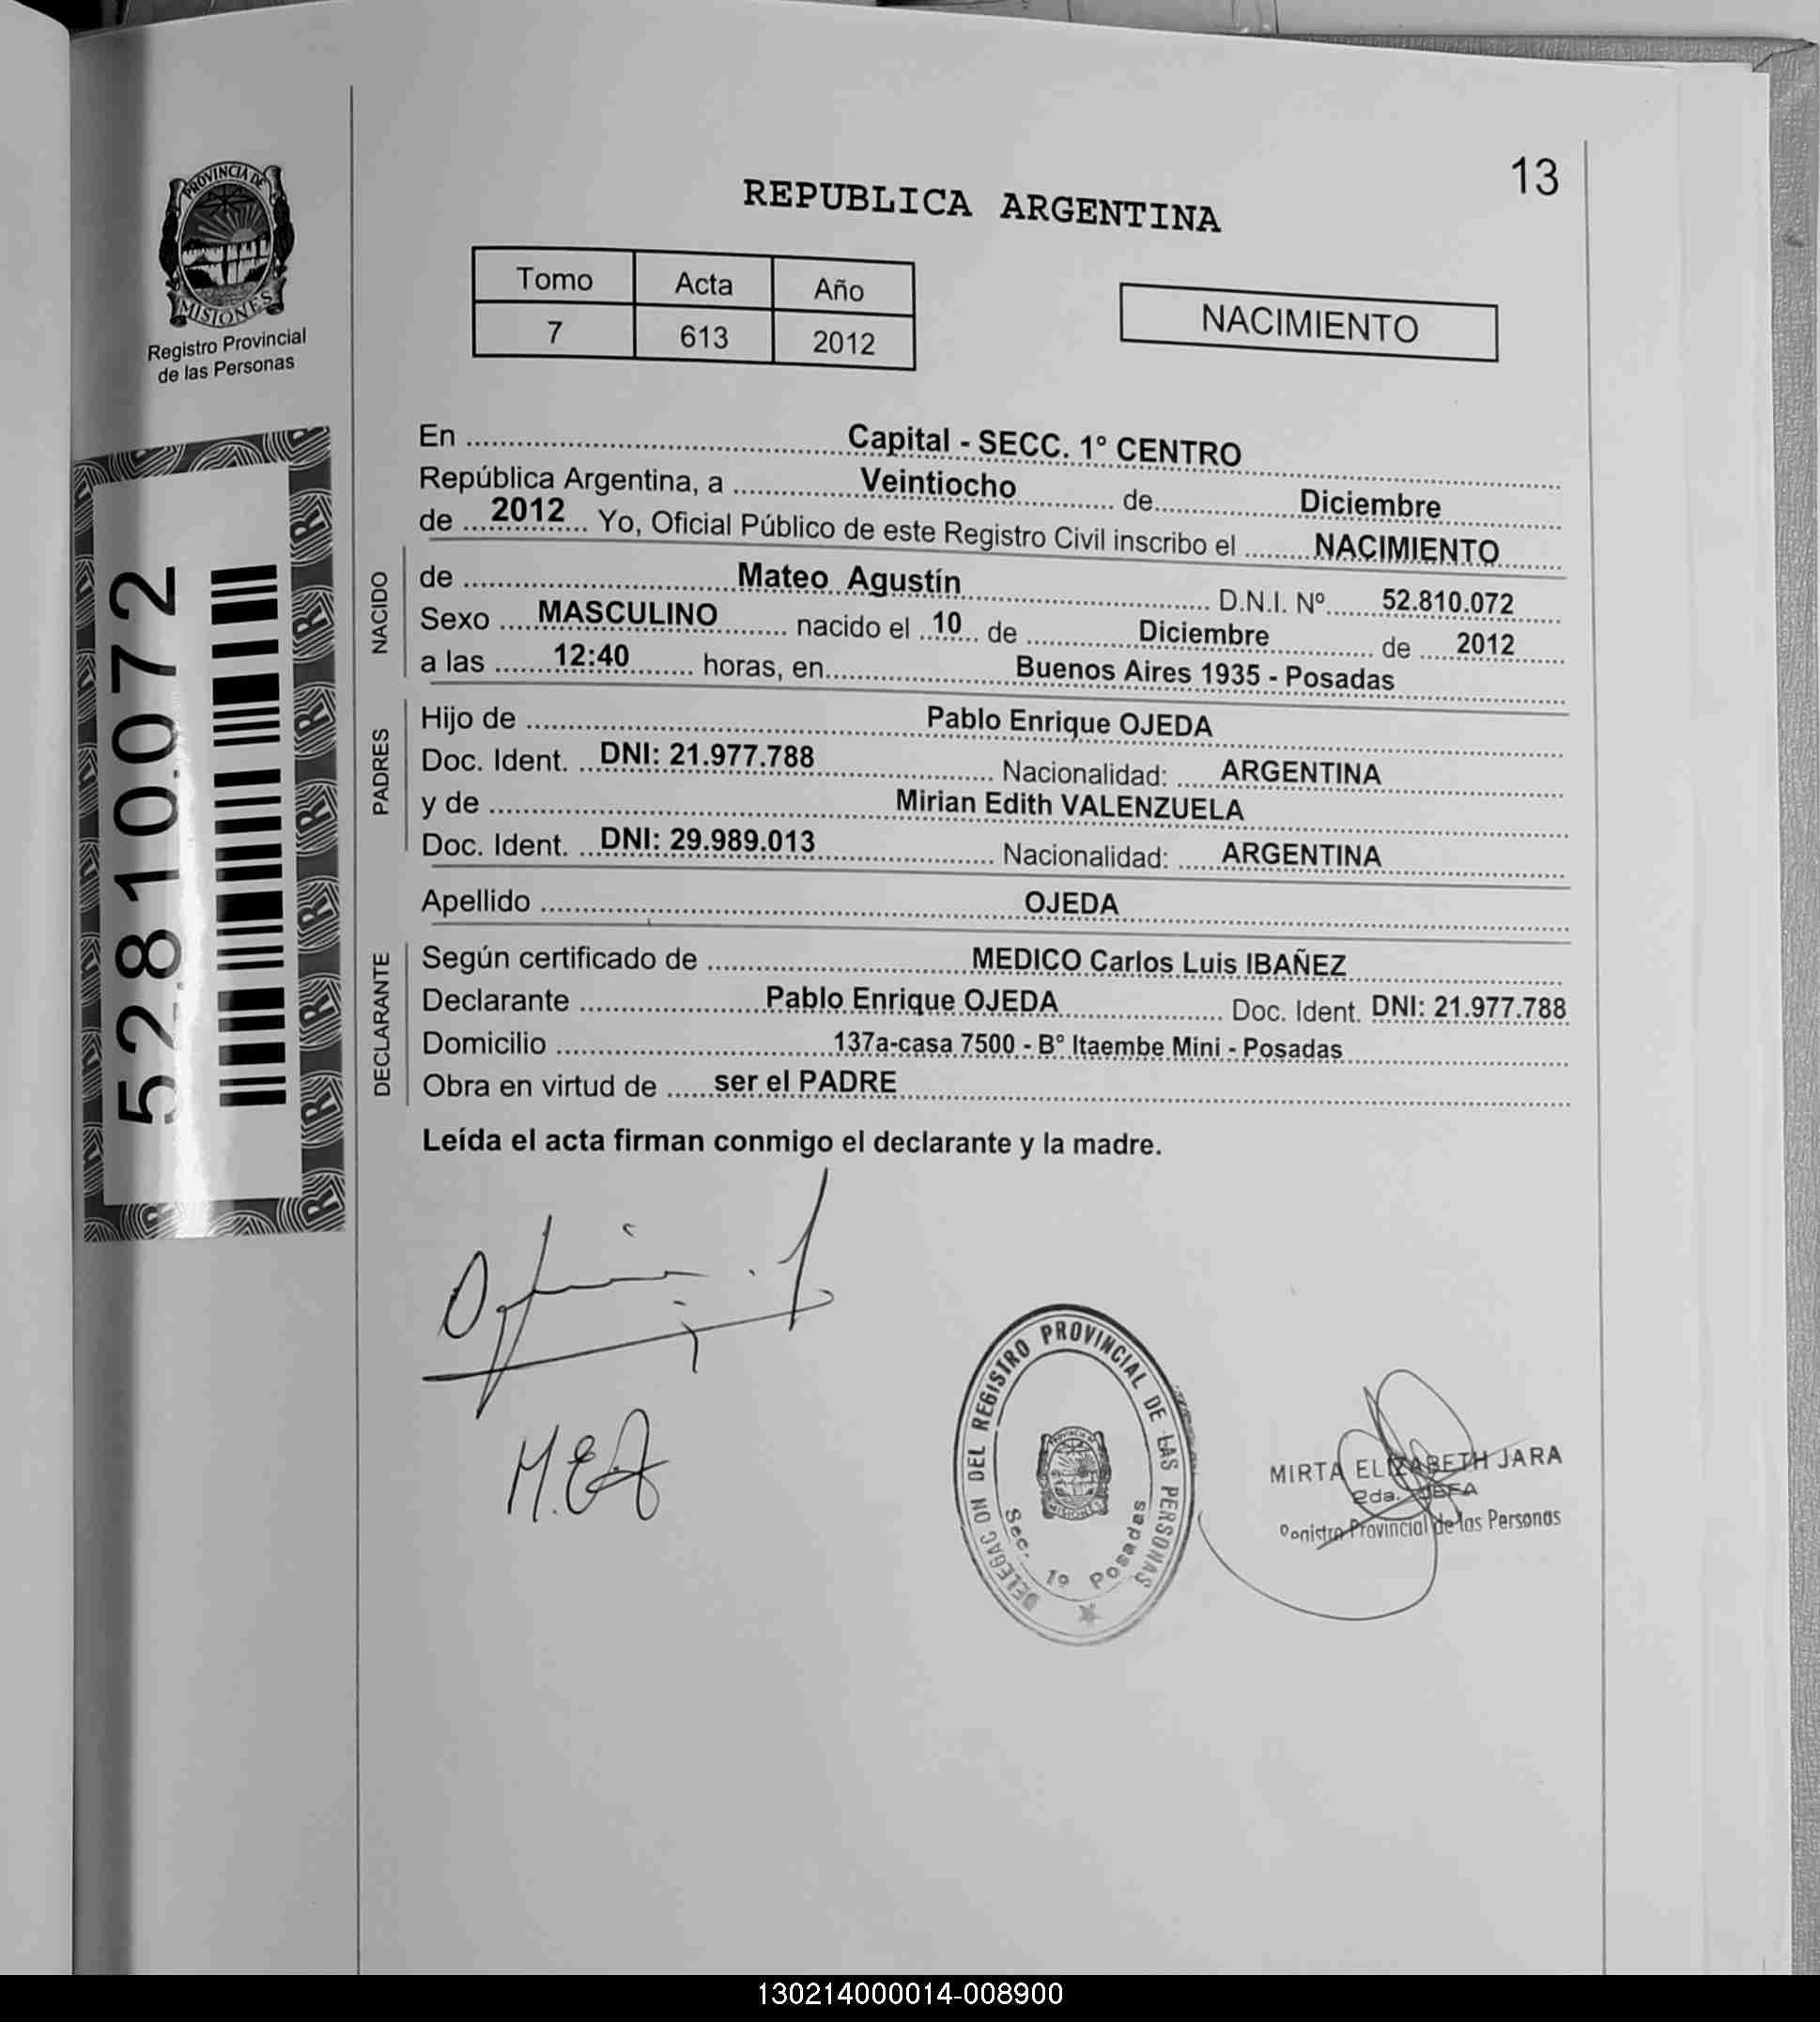 PROVINCIA DE
MISIONES
Registro Provincial
de las Personas
52810072
13
REPUBLICA ARGENTINA
Tomo Acta Año
7 613 2012
NACIMIENTO
En Capital - SECC. 1º CENTRO
República Argentina, a Veintiocho de Diciembre
de 2012 Yo, Oficial Público de este Registro Civil inscribo el NACIMIENTO
NACIDO
de Mateo Agustín D.N.I. Nº 52.810.072
Sexo MASCULINO nacido el 10 de Diciembre de 2012
a las 12:40 horas, en Buenos Aires 1935 - Posadas
PADRES
Hijo de Pablo Enrique OJEDA
Doc. Ident. DNI: 21.977.788 Nacionalidad: ARGENTINA
y de Mirian Edith VALENZUELA
Doc. Ident. DNI: 29.989.013 Nacionalidad: ARGENTINA
Apellido OJEDA
DECLARANTE
Según certificado de MEDICO Carlos Luis IBAÑEZ
Declarante Pablo Enrique OJEDA Doc. Ident. DNI: 21.977.788
Domicilio 137a-casa 7500 - B° Itaembe Mini - Posadas
Obra en virtud de ser el PADRE
Leída el acta firman conmigo el declarante y la madre.
DELEGAC ON DEL REGISTRO PROVINCIAL DE LAS PERSONAS
Sec. 1º Posadas
MIRTA ELIZABETH JARA
2da. JEFA
Provincial de las Personas
130214000014-008900